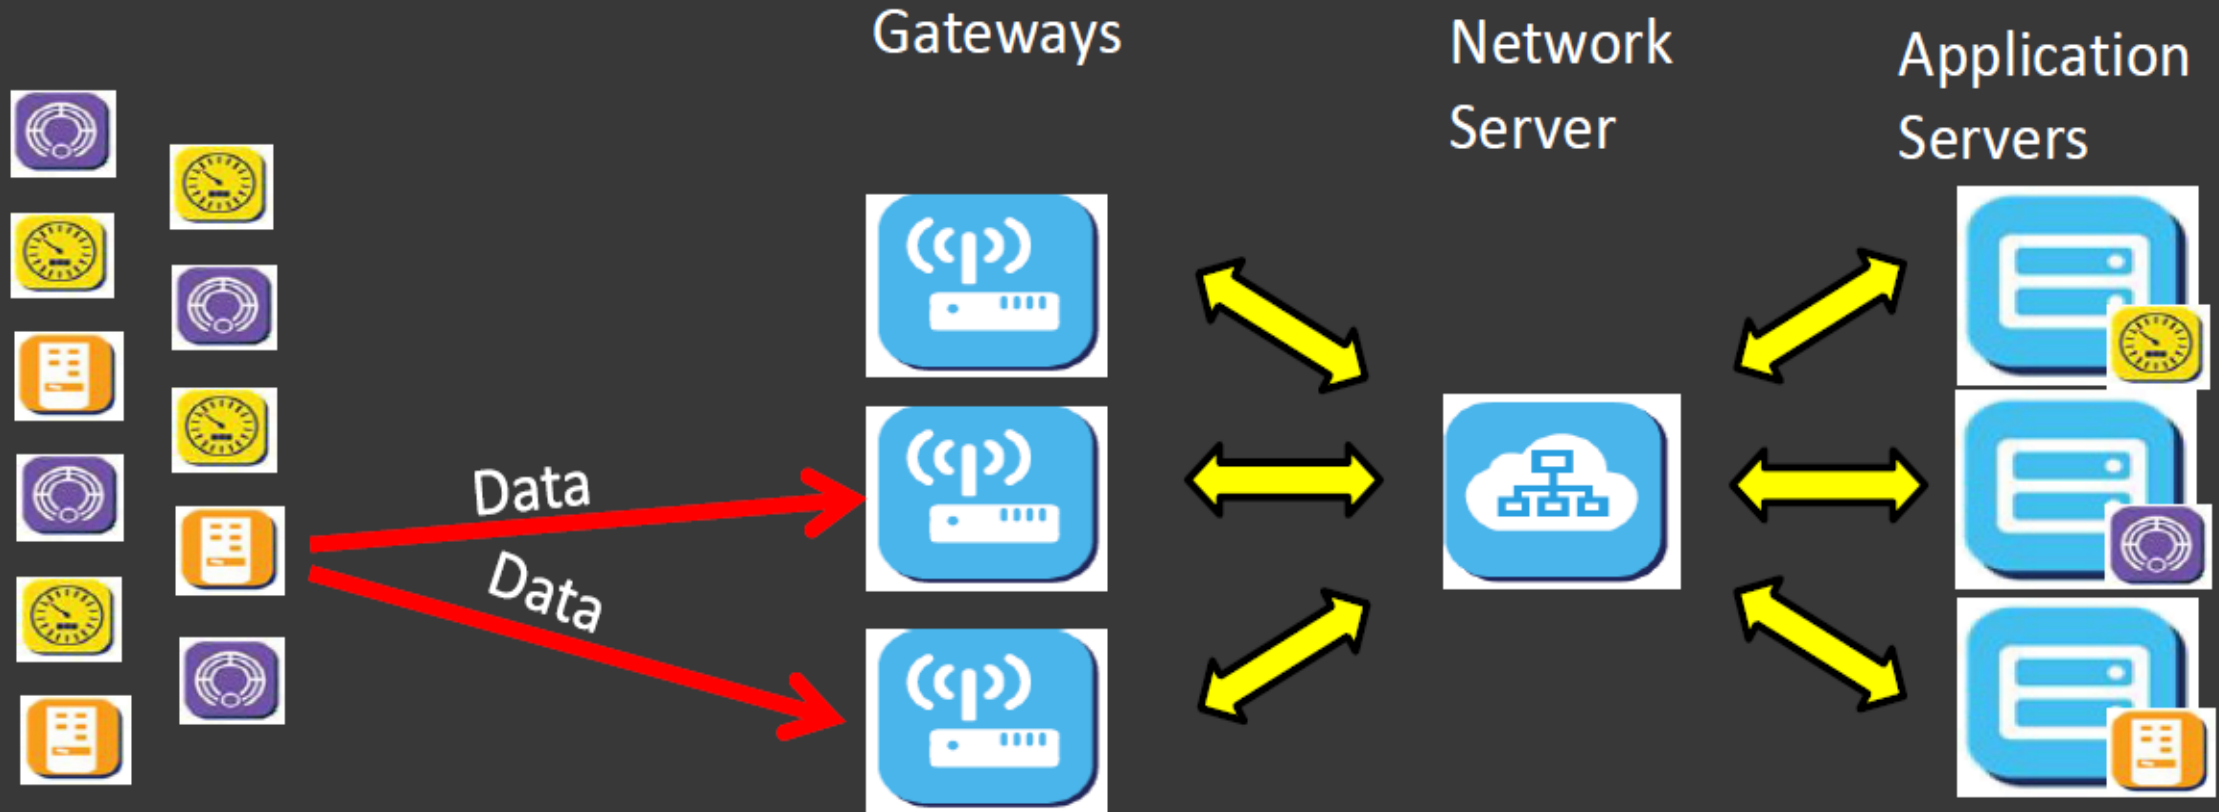 Gateways
Network
Server
Application
Servers
Data
Data